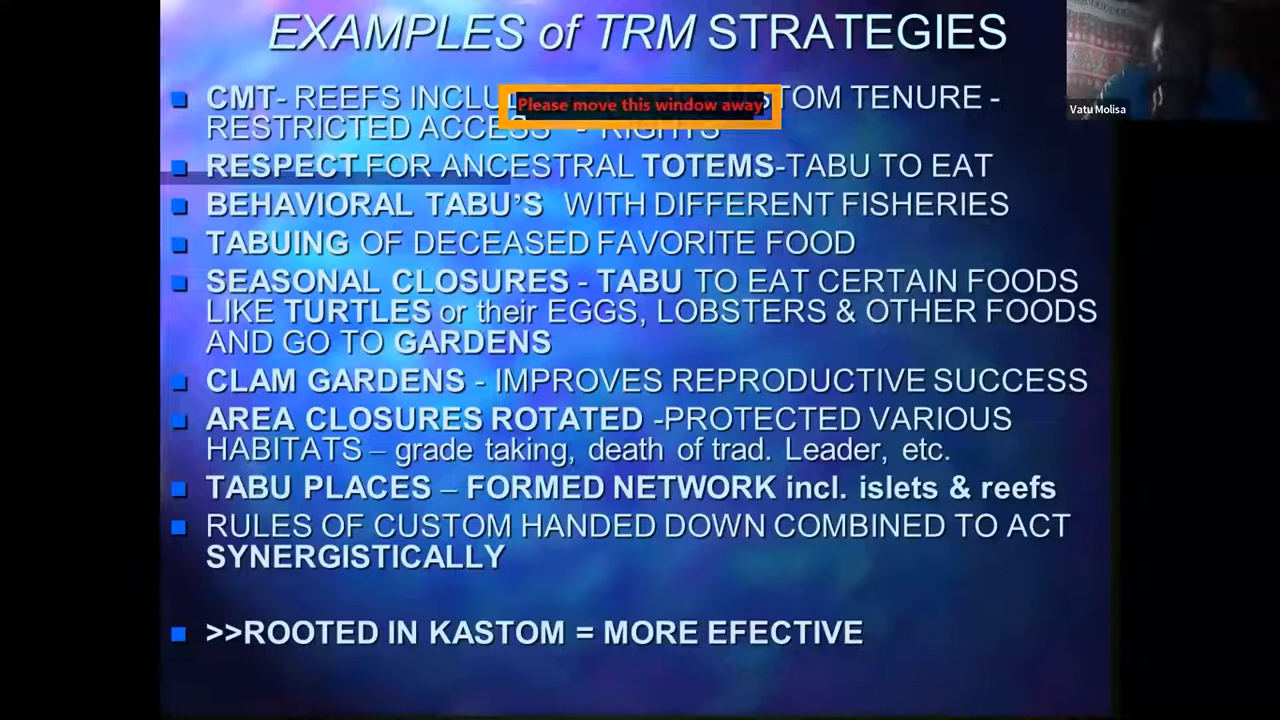 EXAMPLES of TRM STRATEGIES
CMT- REEFS INCLU TOM TENURE -
Please move this window away
RESTRICTED ACCESS - RIGHTS
Vatu Molisa
RESPECT FOR ANCESTRAL TOTEMS-TABU TO EAT
BEHAVIORAL TABU’S WITH DIFFERENT FISHERIES
TABUING OF DECEASED FAVORITE FOOD
SEASONAL CLOSURES - TABU TO EAT CERTAIN FOODS
LIKE TURTLES or their EGGS, LOBSTERS & OTHER FOODS
AND GO TO GARDENS
CLAM GARDENS - IMPROVES REPRODUCTIVE SUCCESS
AREA CLOSURES ROTATED -PROTECTED VARIOUS
HABITATS – grade taking, death of trad. Leader, etc.
TABU PLACES – FORMED NETWORK incl. islets & reefs
RULES OF CUSTOM HANDED DOWN COMBINED TO ACT
SYNERGISTICALLY
>>ROOTED IN KASTOM = MORE EFECTIVE